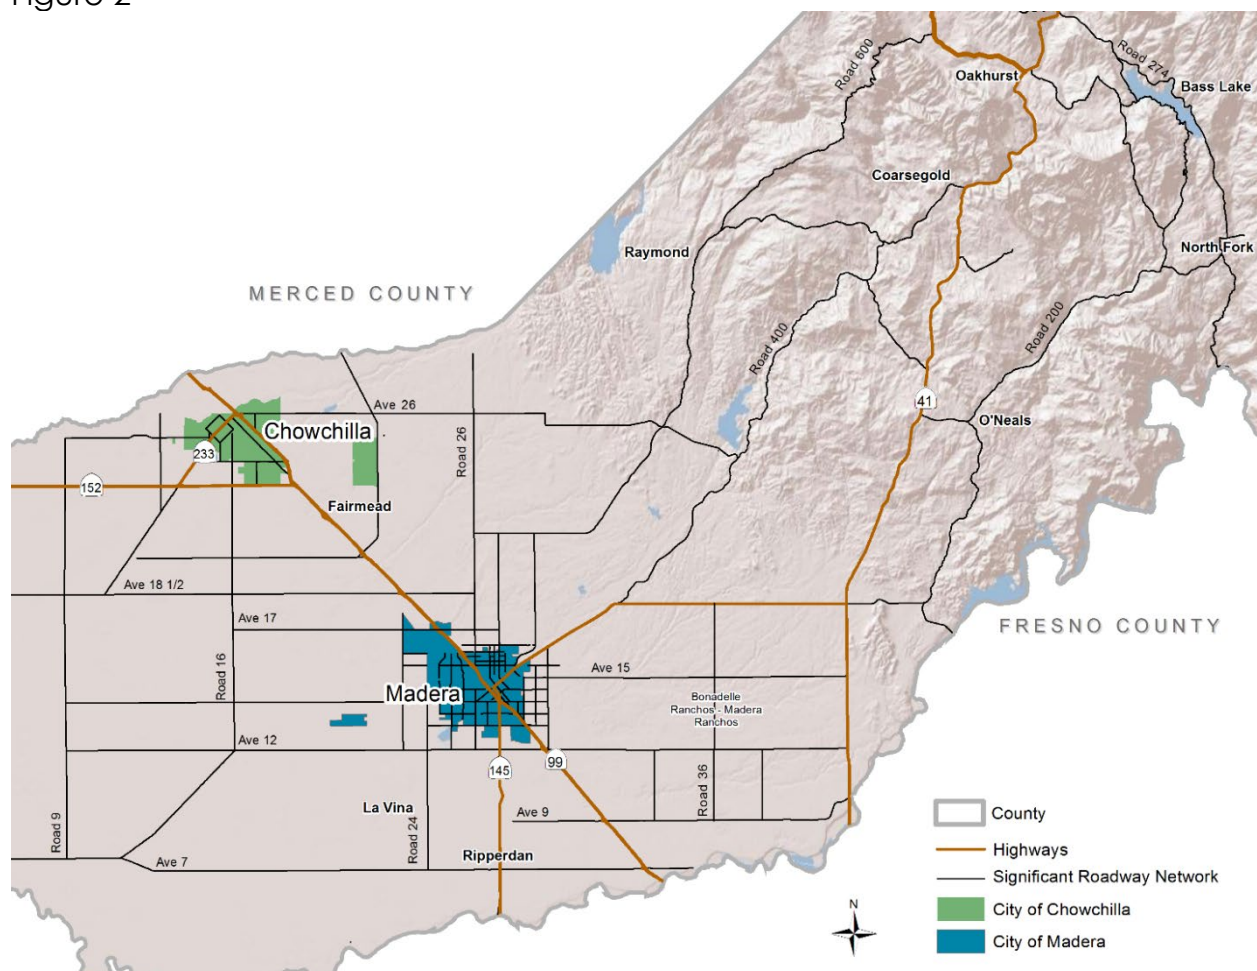 Figure 2
Road 600
Oakhurst
Road 274
Bass Lake
Coarsegold
Raymond
North Fork
MERCED COUNTY
Road 400
Road 200
41
O'Neals
Ave 26
Chowchilla
233
Road 26
152
Fairmead
Ave 18 1/2
Ave 17
FRESNO COUNTY
Road 16
Ave 15
Madera
Bonadelle
Ranchos - Madera
Ranchos
Ave 12
99
145
Road 36
La Vina
Ave 9
Road 9
Road 24
Ripperdan
Ave 7
County
Highways
Significant Roadway Network
City of Chowchilla
City of Madera
N